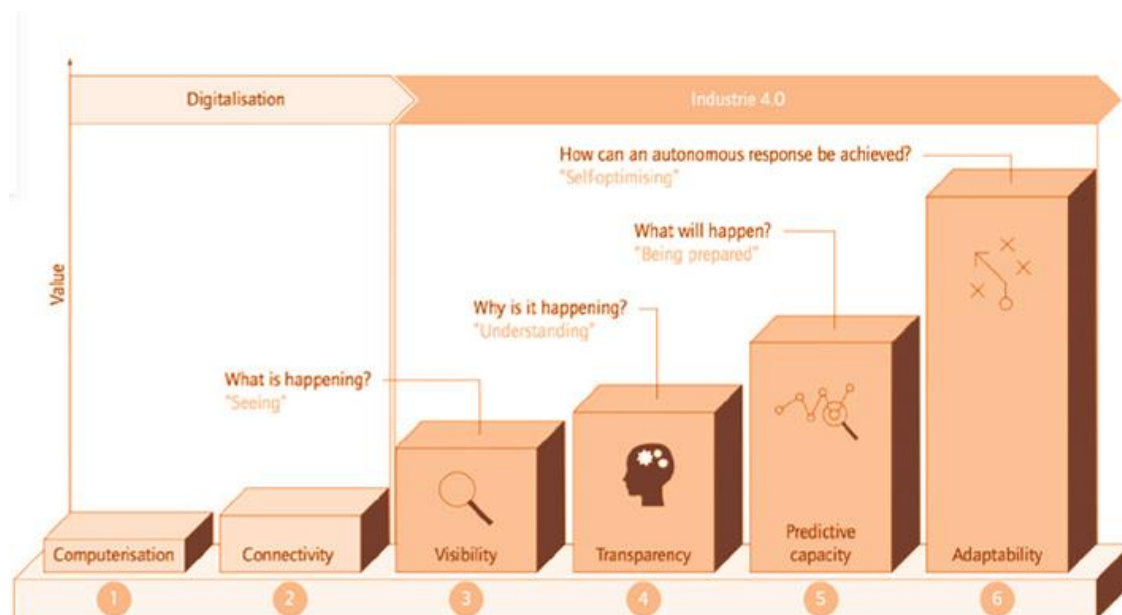 Digitalisation
Industrie 4.0
How can an autonomous response be achieved?
"Self-optimising"
What will happen?
"Being prepared"
Why is it happening?
"Understanding"
What is happening?
"Seeing"
Value
Computerisation
Connectivity
Visibility
Transparency
Predictive
capacity
Adaptability
1
2
3
4
5
6